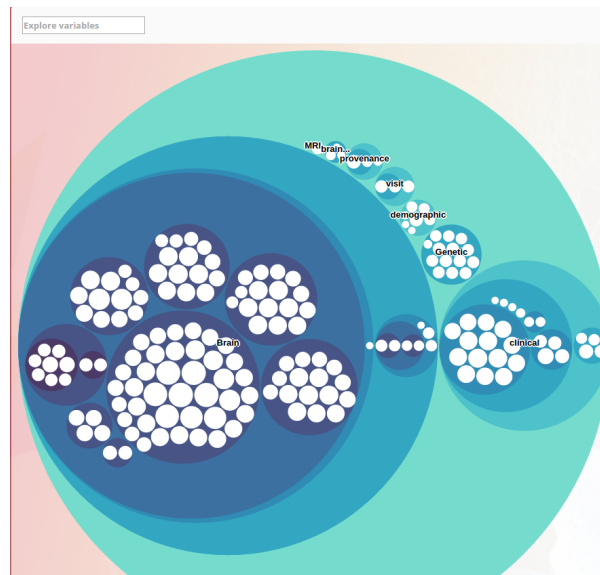 Explore variables
MRI
brain...
provenance
visit
demographic
Genetic
Brain
clinical